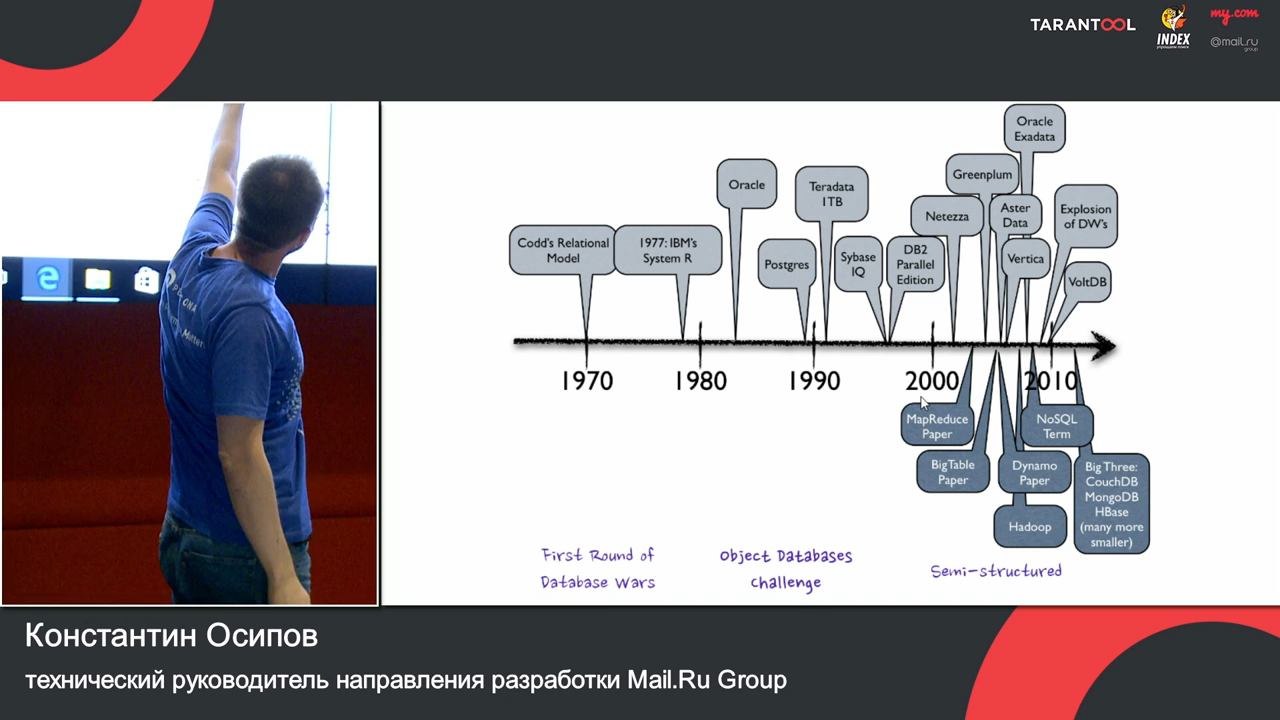 TARANTOOL
INDEX
упрощаем поиск
my.com
@mail.ru
group
Oracle
Exadata
Greenplum
Oracle
Teradata
1TB
Netezza
Aster
Data
Explosion
of DW's
Codd's Relational
Model
1977: IBM's
System R
Postgres
Sybase
IQ
DB2
Parallel
Edition
Vertica
VoltDB
1970
1980
1990
2000
2010
MapReduce
Paper
NoSQL
Term
BigTable
Paper
Dynamo
Paper
Big Three:
CouchDB
MongoDB
HBase
(many more
smaller)
Hadoop
First Round of
Database Wars
Object Databases
Challenge
Semi-structured
Константин Осипов
технический руководитель направления разработки Mail.Ru Group